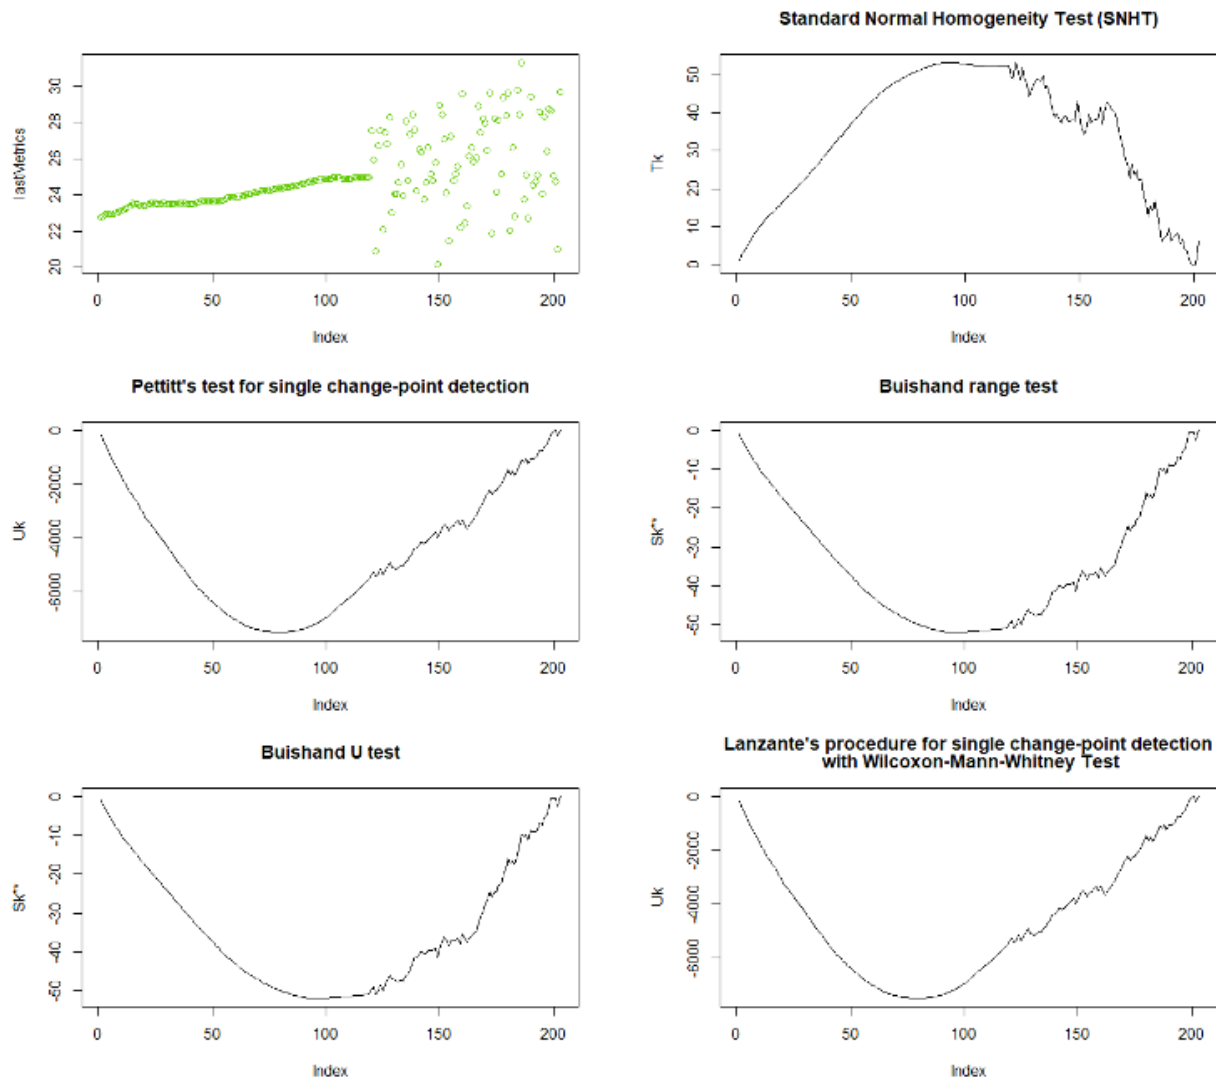 lastMetrics
30
28
26
24
22
20
0 50 100 150 200
Index
Standard Normal Homogeneity Test (SNHT)
Tk
50
40
30
20
10
0
0 50 100 150 200
Index
Pettitt's test for single change-point detection
Uk
0
-2000
-4000
-6000
0 50 100 150 200
Index
Buishand range test
Sk**
0
-10
-20
-30
-40
-50
0 50 100 150 200
Index
Buishand U test
Sk**
0
-10
-20
-30
-40
-50
0 50 100 150 200
Index
Lanzante's procedure for single change-point detection
with Wilcoxon-Mann-Whitney Test
Uk
0
-2000
-4000
-6000
0 50 100 150 200
Index